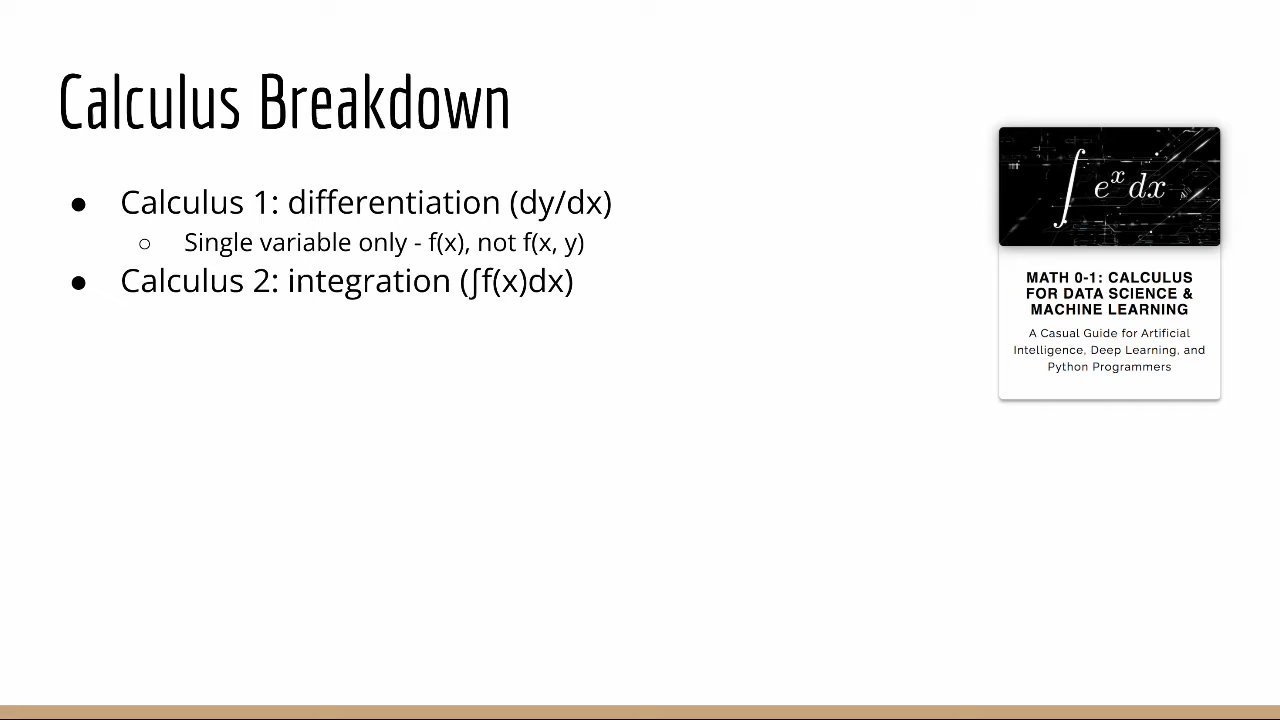 Calculus Breakdown
● Calculus 1: differentiation (dy/dx)
○ Single variable only - f(x), not f(x, y)
● Calculus 2: integration (∫f(x)dx)
∫ eˣ dx
MATH 0-1: CALCULUS
FOR DATA SCIENCE &
MACHINE LEARNING
A Casual Guide for Artificial
Intelligence, Deep Learning, and
Python Programmers